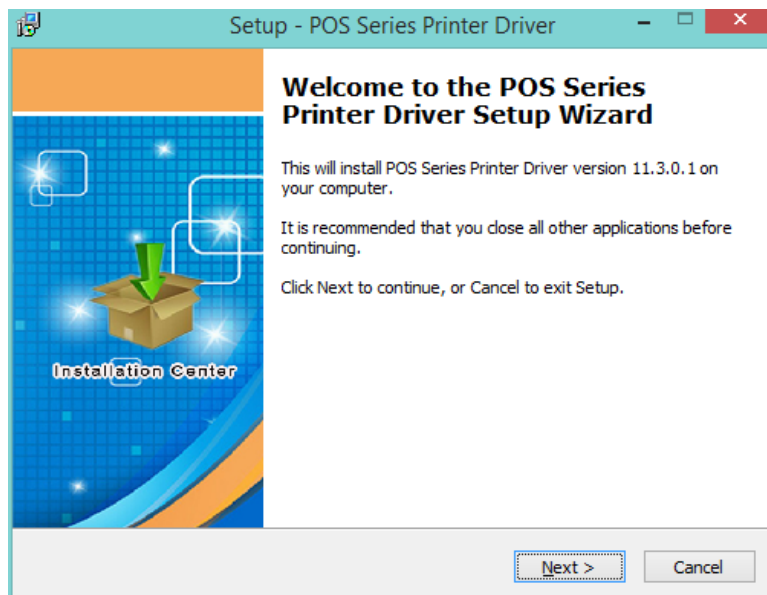 Setup - POS Series Printer Driver
Welcome to the POS Series
Printer Driver Setup Wizard
This will install POS Series Printer Driver version 11.3.0.1 on
your computer.
It is recommended that you close all other applications before
continuing.
Click Next to continue, or Cancel to exit Setup.
Installation Center
Next >
Cancel